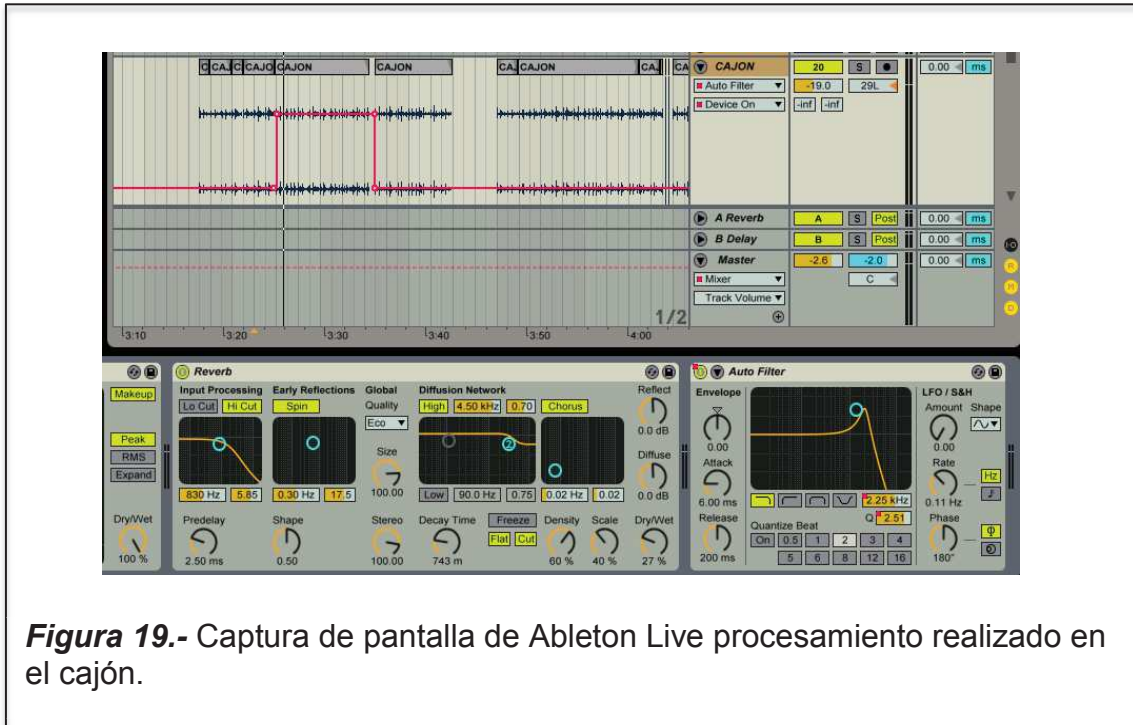 C CAJ C CAJO CAJON CAJON CAJ CAJON CAJ CA CAJON 20 S 0.00 ms
Auto Filter -19.0 29L
Device On -inf -inf
A Reverb A S Post 0.00 ms
B Delay B S Post 0.00 ms
Master -2.6 -2.0 0.00 ms
Mixer C
Track Volume
1/2
3:10 3:20 3:30 3:40 3:50 4:00
I·O
R
M
D
Makeup
Peak
RMS
Expand
Dry/Wet
100 %
Reverb
Input Processing Early Reflections Global Diffusion Network Reflect
Lo Cut Hi Cut Spin Quality High 4.50 kHz 0.70 Chorus
Eco
0.0 dB
Size Diffuse
100.00
830 Hz 5.85 0.30 Hz 17.5 Low 90.0 Hz 0.75 0.02 Hz 0.02 0.0 dB
Predelay Shape Stereo Decay Time Freeze Density Scale Dry/Wet
Flat Cut
2.50 ms 0.50 100.00 743 m 60 % 40 % 27 %
Auto Filter
Envelope LFO / S&H
Amount Shape
0.00 0.00
Attack Rate
Hz
6.00 ms 2.25 kHz 0.11 Hz
Release Q 2.51 Phase
Quantize Beat
On 0.5 1 2 3 4
200 ms 5 6 8 12 16 180°
Figura 19.- Captura de pantalla de Ableton Live procesamiento realizado en
el cajón.